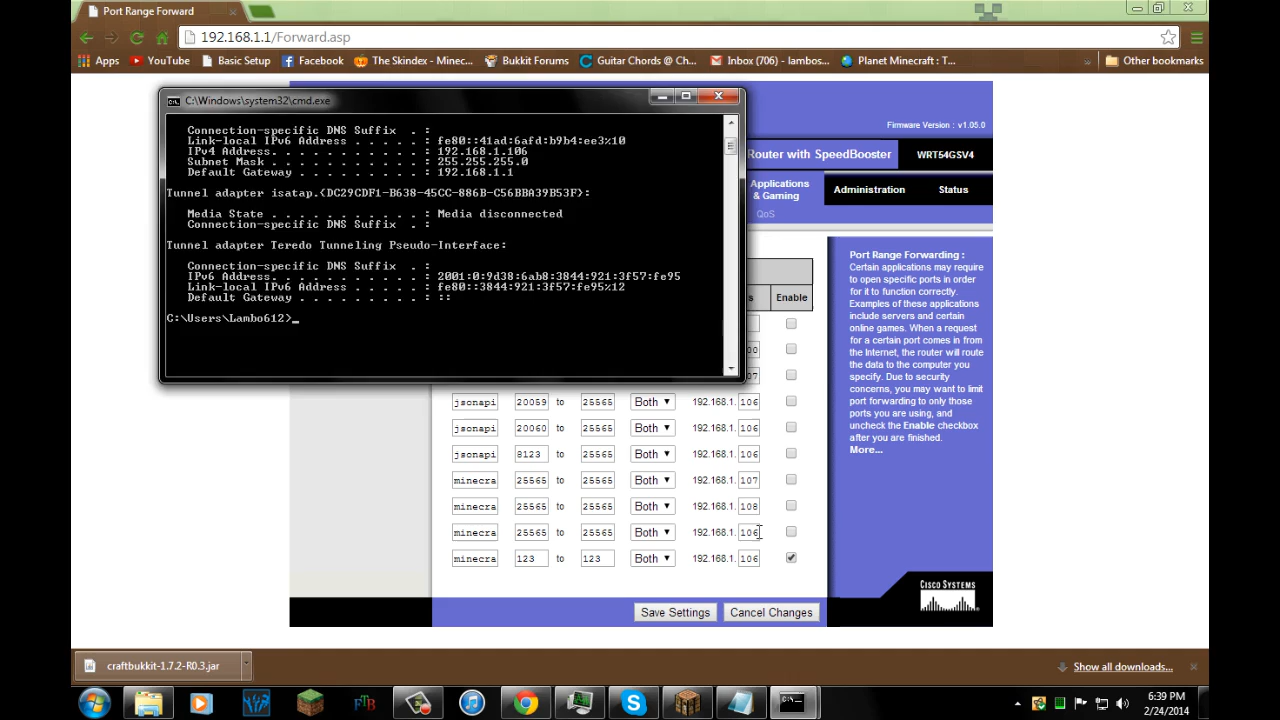 Port Range Forward
192.168.1.1/Forward.asp
Apps YouTube Basic Setup Facebook The Skindex - Minec... Bukkit Forums Guitar Chords @ Ch... Inbox (706) - lambos... Planet Minecraft : T... » Other bookmarks
C:\Windows\system32\cmd.exe
Connection-specific DNS Suffix . :
Link-local IPv6 Address . . . . . : fe80::41ad:6afd:b9b4:ee3%10
IPv4 Address. . . . . . . . . . . : 192.168.1.106
Subnet Mask . . . . . . . . . . . : 255.255.255.0
Default Gateway . . . . . . . . . : 192.168.1.1
Tunnel adapter isatap.{DC29CDF1-B638-45CC-886B-C56BBA39B53F}:
Media State . . . . . . . . . . . : Media disconnected
Connection-specific DNS Suffix . :
Tunnel adapter Teredo Tunneling Pseudo-Interface:
Connection-specific DNS Suffix . :
IPv6 Address. . . . . . . . . . . : 2001:0:9d38:6ab8:3844:921:3f57:fe95
Link-local IPv6 Address . . . . . : fe80::3844:921:3f57:fe95%12
Default Gateway . . . . . . . . . : ::
C:\Users\Lambo612>_
Firmware Version : v1.05.0
Router with SpeedBooster WRT54GSV4
Applications & Gaming Administration Status
QoS
Enable
jsonapi 20059 to 25565 Both 192.168.1. 106
jsonapi 20060 to 25565 Both 192.168.1. 106
jsonapi 8123 to 25565 Both 192.168.1. 106
minecra 25565 to 25565 Both 192.168.1. 107
minecra 25565 to 25565 Both 192.168.1. 108
minecra 25565 to 25565 Both 192.168.1. 106
minecra 123 to 123 Both 192.168.1. 106
Save Settings Cancel Changes
Port Range Forwarding :
Certain applications may require
to open specific ports in order
for it to function correctly.
Examples of these applications
include servers and certain
online games. When a request
for a certain port comes in from
the Internet, the router will route
the data to the computer you
specify. Due to security
concerns, you may want to limit
port forwarding to only those
ports you are using, and
uncheck the Enable checkbox
after you are finished.
More...
CISCO SYSTEMS
craftbukkit-1.7.2-R0.3.jar
Show all downloads...
FTB
6:39 PM
2/24/2014